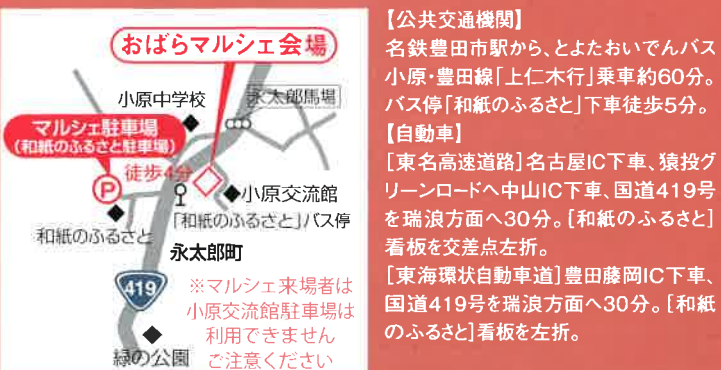 おばらマルシェ会場
小原中学校
永太郎馬場
マルシェ駐車場
(和紙のふるさと駐車場)
徒歩4分
P
小原交流館
「和紙のふるさと」バス停
和紙のふるさと
永太郎町
419
※マルシェ来場者は
小原交流館駐車場は
利用できません
ご注意ください
緑の公園
【公共交通機関】
名鉄豊田市駅から、とよたおいでんバス
小原・豊田線「上仁木行」乗車約60分。
バス停「和紙のふるさと」下車徒歩5分。
【自動車】
[東名高速道路]名古屋IC下車、猿投グ
リーンロードへ中山IC下車、国道419号
を瑞浪方面へ30分。[和紙のふるさと]
看板を交差点左折。
[東海環状自動車道]豊田藤岡IC下車、
国道419号を瑞浪方面へ30分。[和紙
のふるさと]看板を左折。